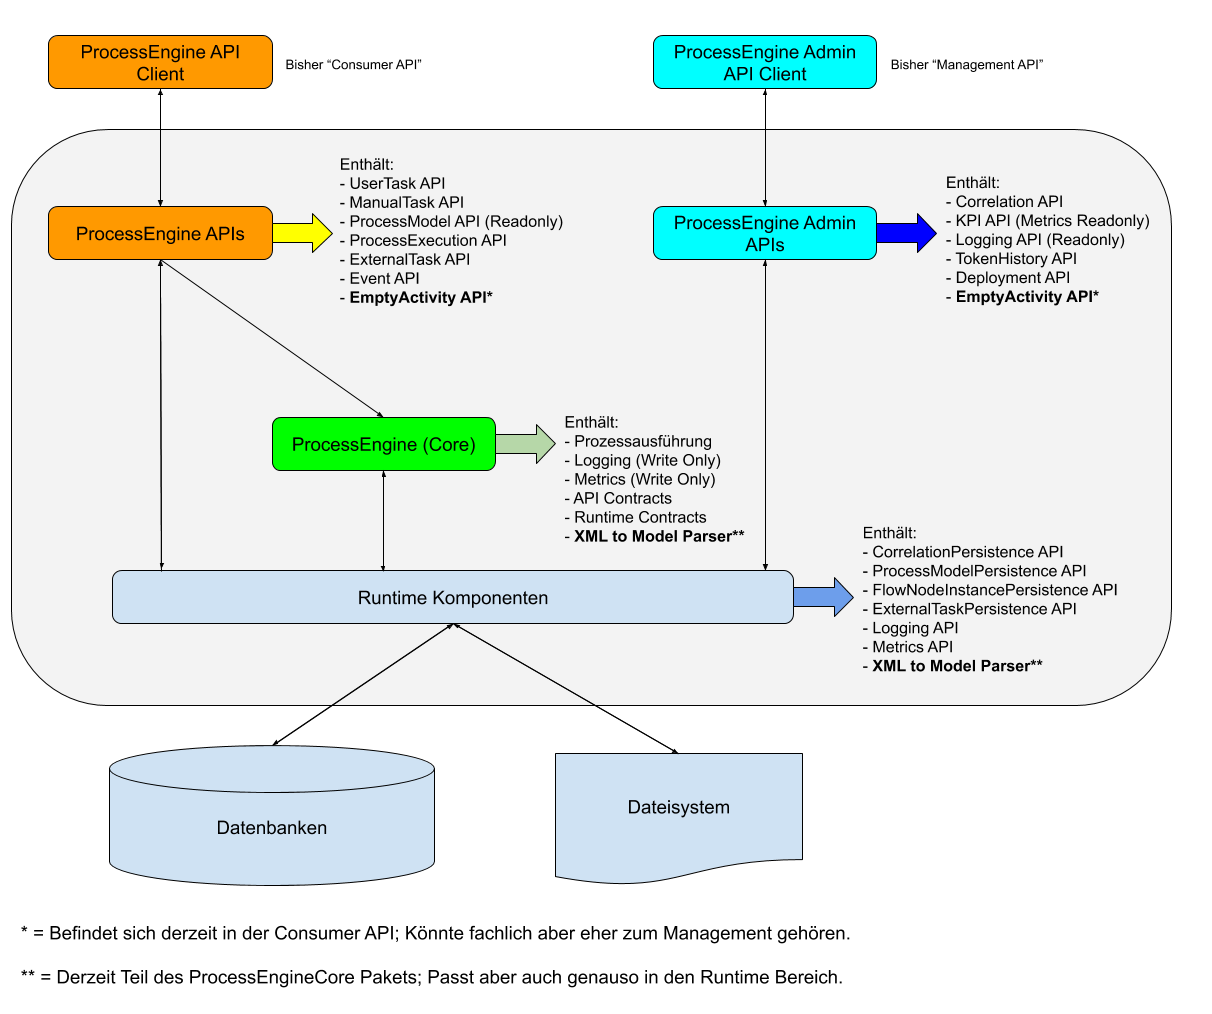 ProcessEngine API
Client
Bisher “Consumer API”
ProcessEngine Admin
API Client
Bisher “Management API”
ProcessEngine APIs
Enthält:
- UserTask API
- ManualTask API
- ProcessModel API (Readonly)
- ProcessExecution API
- ExternalTask API
- Event API
- EmptyActivity API*
ProcessEngine Admin
APIs
Enthält:
- Correlation API
- KPI API (Metrics Readonly)
- Logging API (Readonly)
- TokenHistory API
- Deployment API
- EmptyActivity API*
ProcessEngine (Core)
Enthält:
- Prozessausführung
- Logging (Write Only)
- Metrics (Write Only)
- API Contracts
- Runtime Contracts
- XML to Model Parser**
Runtime Komponenten
Enthält:
- CorrelationPersistence API
- ProcessModelPersistence API
- FlowNodeInstancePersistence API
- ExternalTaskPersistence API
- Logging API
- Metrics API
- XML to Model Parser**
Datenbanken
Dateisystem
* = Befindet sich derzeit in der Consumer API; Könnte fachlich aber eher zum Management gehören.
** = Derzeit Teil des ProcessEngineCore Pakets; Passt aber auch genauso in den Runtime Bereich.